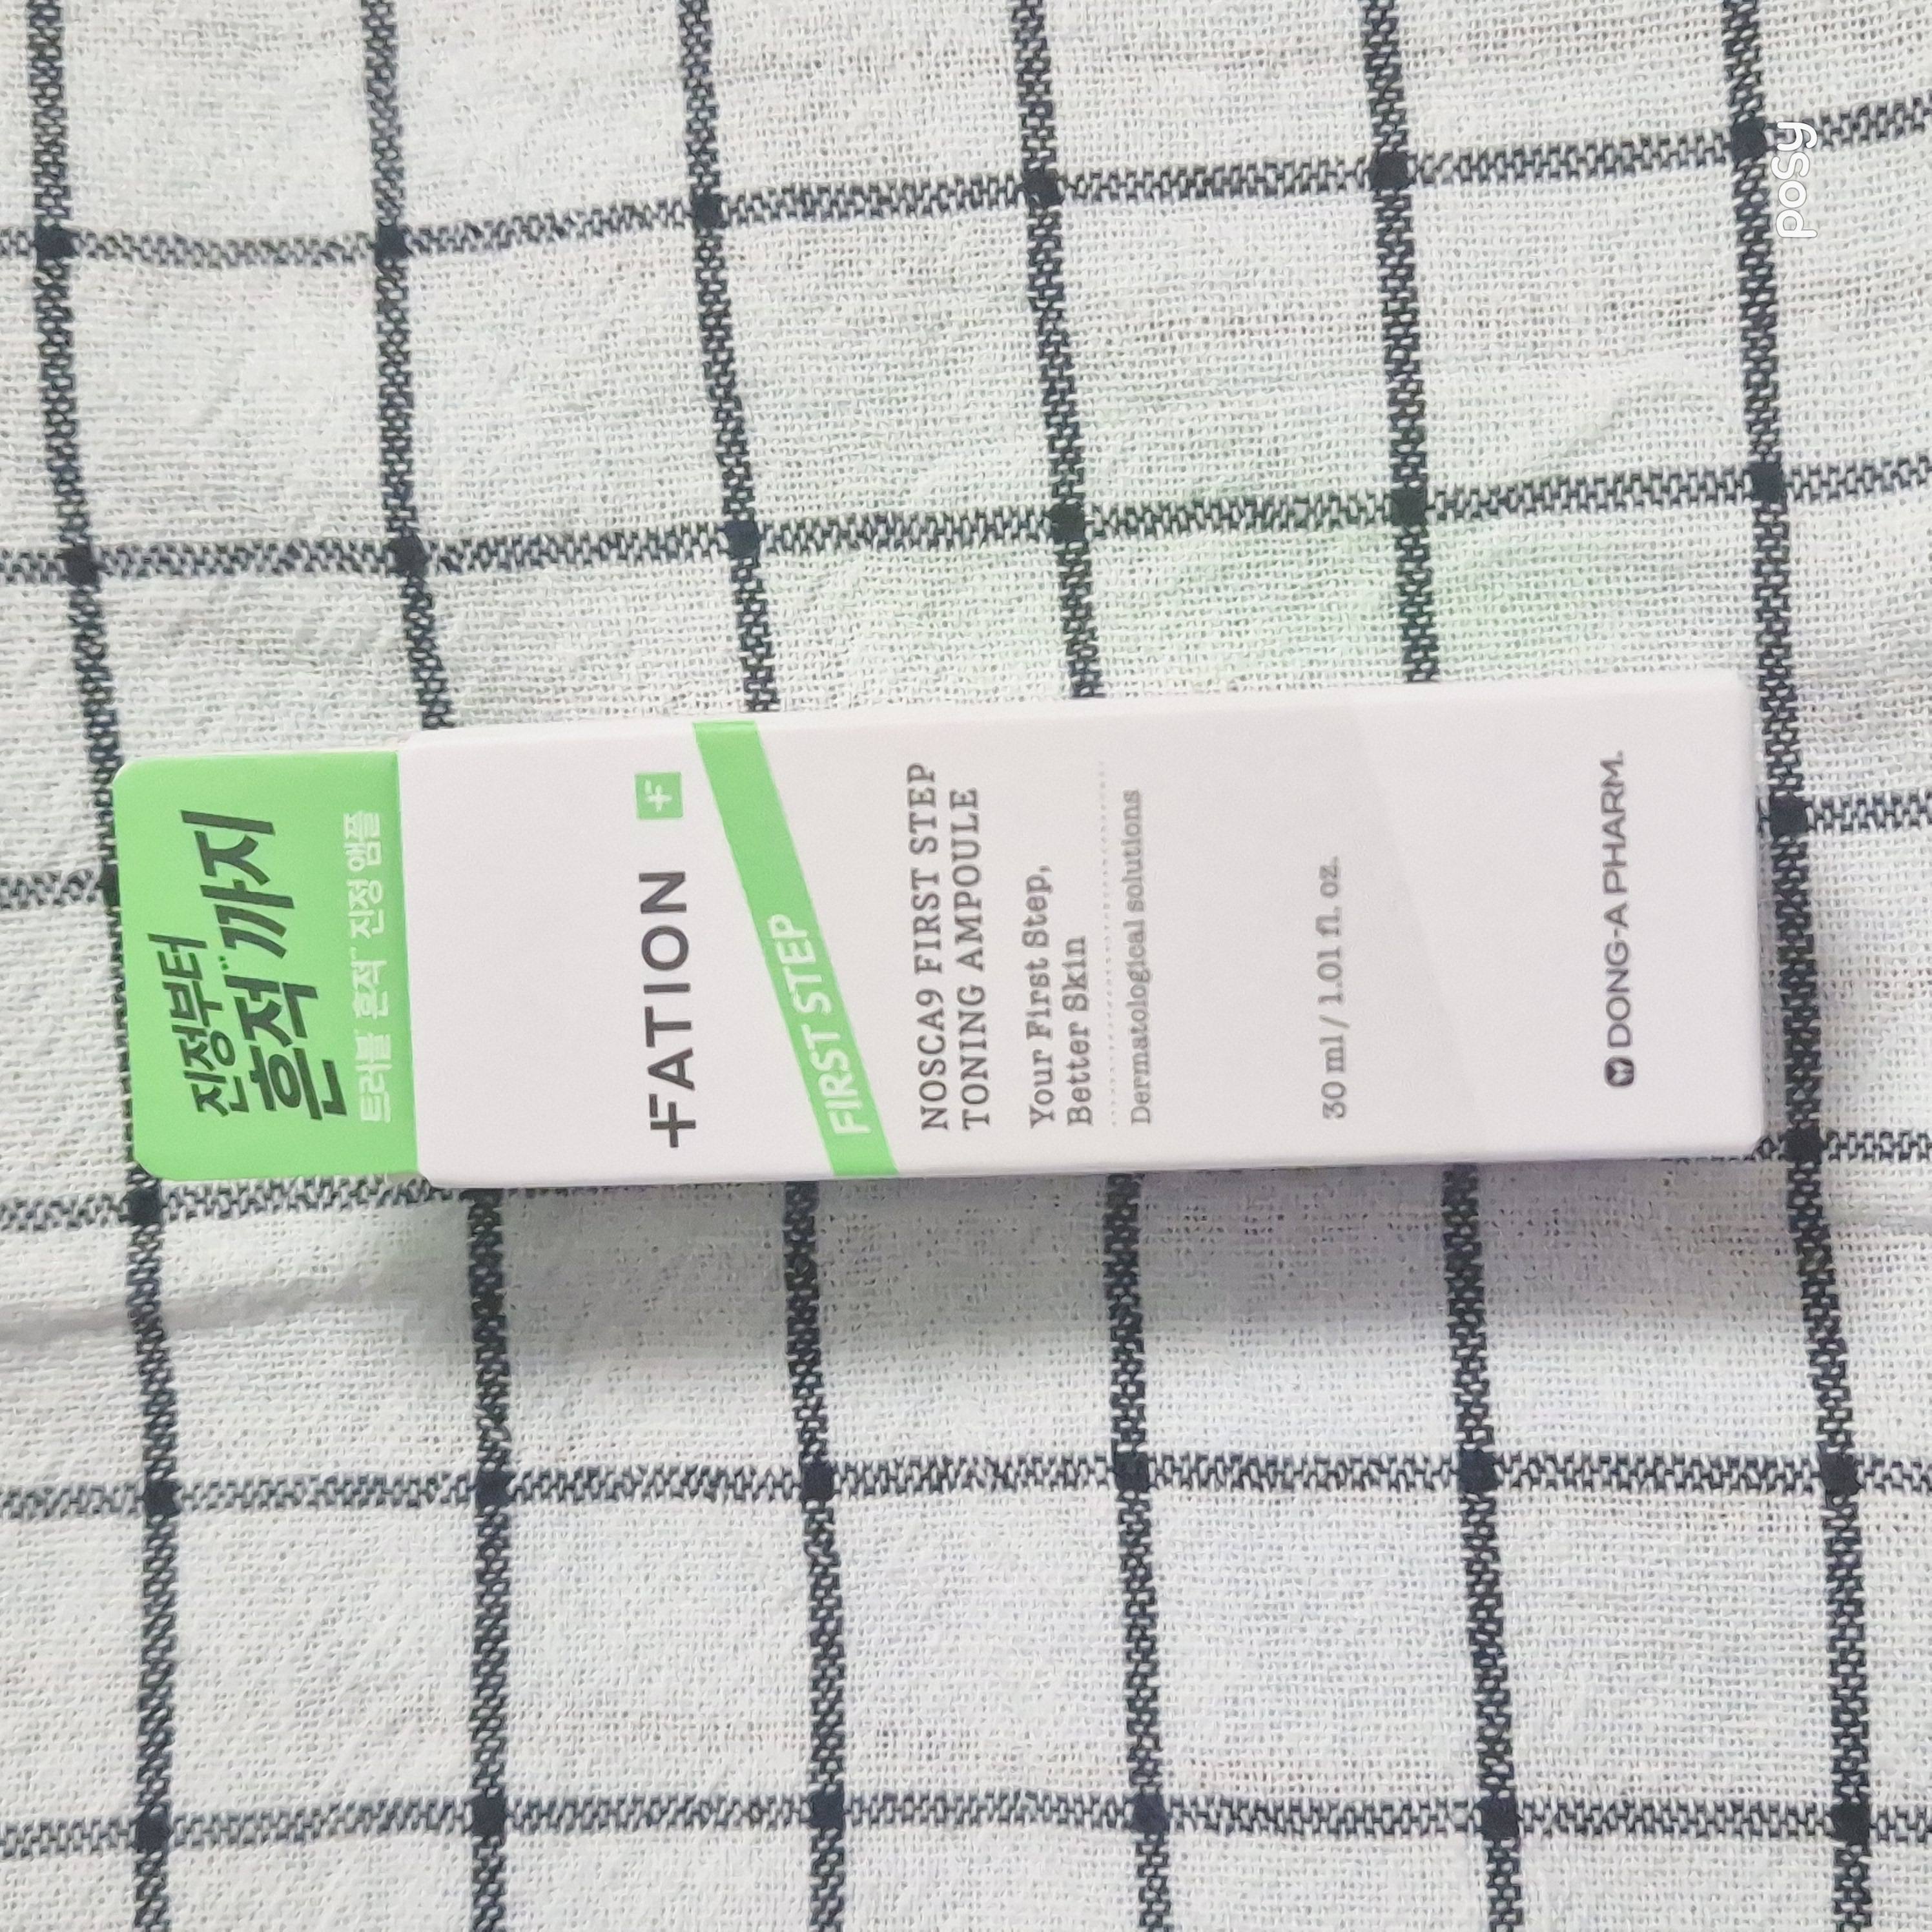 진정부터
흔적¨까지
트러블¨흔적¨진정 앰플
FATION
FIRST STEP
NOSCA9 FIRST STEP
TONING AMPOULE
Your First Step,
Better Skin
Dermatological solutions
30 ml / 1.01 fl. oz.
DONG-A PHARM.
posy